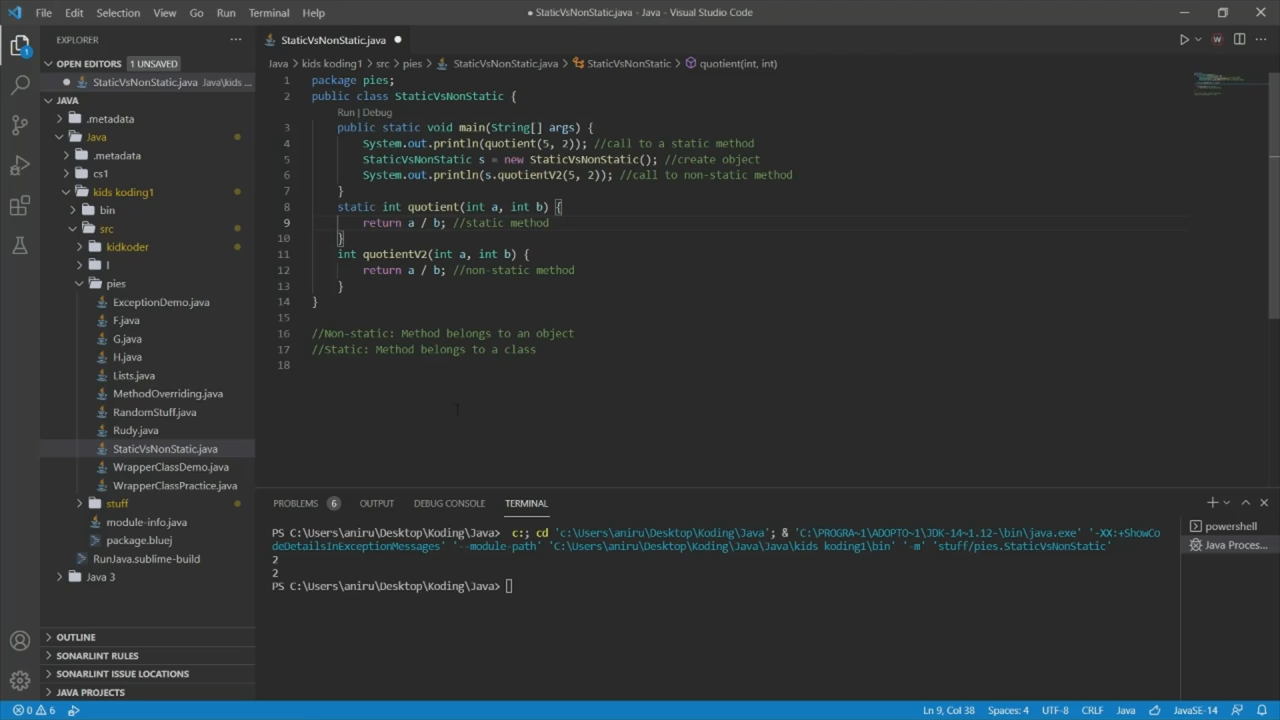 File Edit Selection View Go Run Terminal Help
● StaticVsNonStatic.java - Java - Visual Studio Code
EXPLORER
OPEN EDITORS 1 UNSAVED
StaticVsNonStatic.java Java\kids ...
JAVA
.metadata
Java
.metadata
cs1
kids koding1
bin
src
kidkoder
l
pies
ExceptionDemo.java
F.java
G.java
H.java
Lists.java
MethodOverriding.java
RandomStuff.java
Rudy.java
StaticVsNonStatic.java
WrapperClassDemo.java
WrapperClassPractice.java
stuff
module-info.java
package.bluej
RunJava.sublime-build
Java 3
OUTLINE
SONARLINT RULES
SONARLINT ISSUE LOCATIONS
JAVA PROJECTS
StaticVsNonStatic.java
Java > kids koding1 > src > pies > StaticVsNonStatic.java > StaticVsNonStatic > quotient(int, int)
1 package pies;
2 public class StaticVsNonStatic {
Run | Debug
3 public static void main(String[] args) {
4 System.out.println(quotient(5, 2)); //call to a static method
5 StaticVsNonStatic s = new StaticVsNonStatic(); //create object
6 System.out.println(s.quotientV2(5, 2)); //call to non-static method
7 }
8 static int quotient(int a, int b) {
9 return a / b; //static method
10 }
11 int quotientV2(int a, int b) {
12 return a / b; //non-static method
13 }
14 }
15
16 //Non-static: Method belongs to an object
17 //Static: Method belongs to a class
18
PROBLEMS 6 OUTPUT DEBUG CONSOLE TERMINAL
PS C:\Users\aniru\Desktop\Koding\Java> c:; cd 'c:\Users\aniru\Desktop\Koding\Java'; & 'C:\PROGRA~1\ADOPTO~1\JDK-14~1.12-\bin\java.exe' '-XX:+ShowCo
deDetailsInExceptionMessages' '--module-path' 'C:\Users\aniru\Desktop\Koding\Java\Java\kids koding1\bin' '-m' 'stuff/pies.StaticVsNonStatic'
2
2
PS C:\Users\aniru\Desktop\Koding\Java>
powershell
Java Proces...
0 6
Ln 9, Col 38 Spaces: 4 UTF-8 CRLF Java JavaSE-14